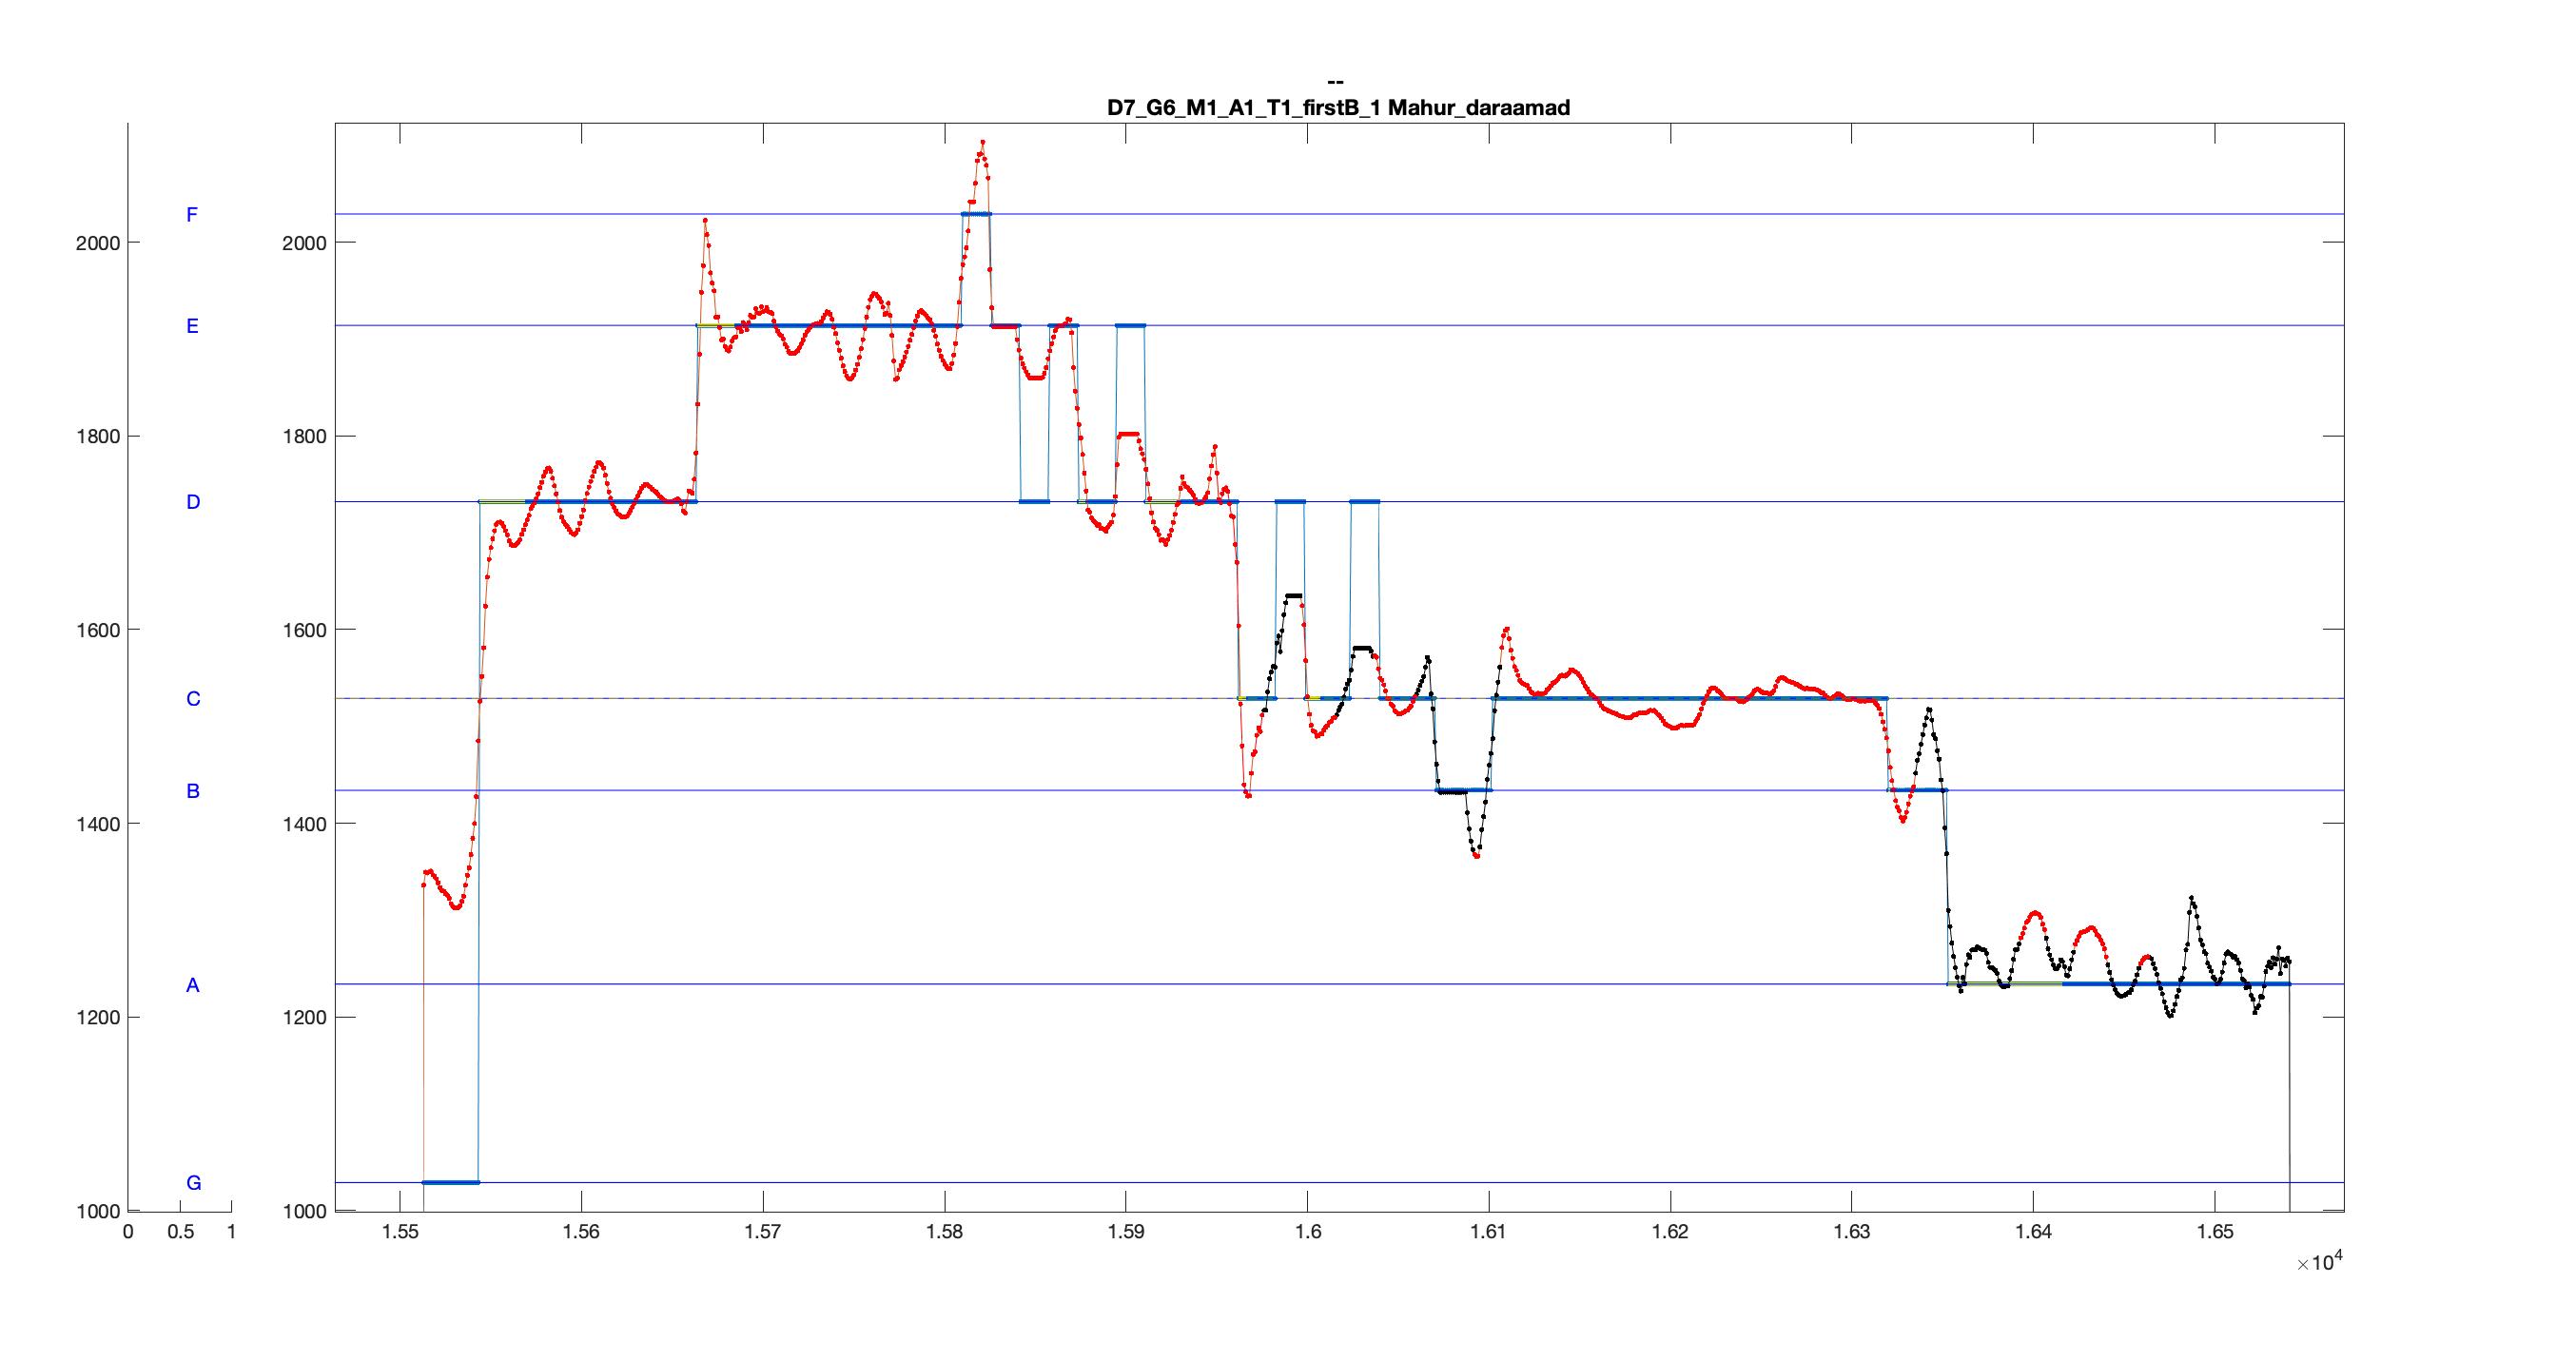 --
D7_G6_M1_A1_T1_firstB_1 Mahur_daraamad
F
2000 2000
E
1800 1800
D
1600 1600
C
B
1400 1400
A
1200 1200
G
1000 1000
0 0.5 1 1.55 1.56 1.57 1.58 1.59 1.6 1.61 1.62 1.63 1.64 1.65
×10⁴